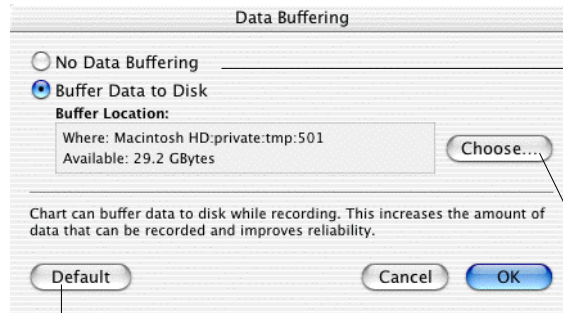 Data Buffering
No Data Buffering
Buffer Data to Disk
Buffer Location:
Where: Macintosh HD:private:tmp:501
Available: 29.2 GBytes
Choose...
Chart can buffer data to disk while recording. This increases the amount of
data that can be recorded and improves reliability.
Default
Cancel
OK